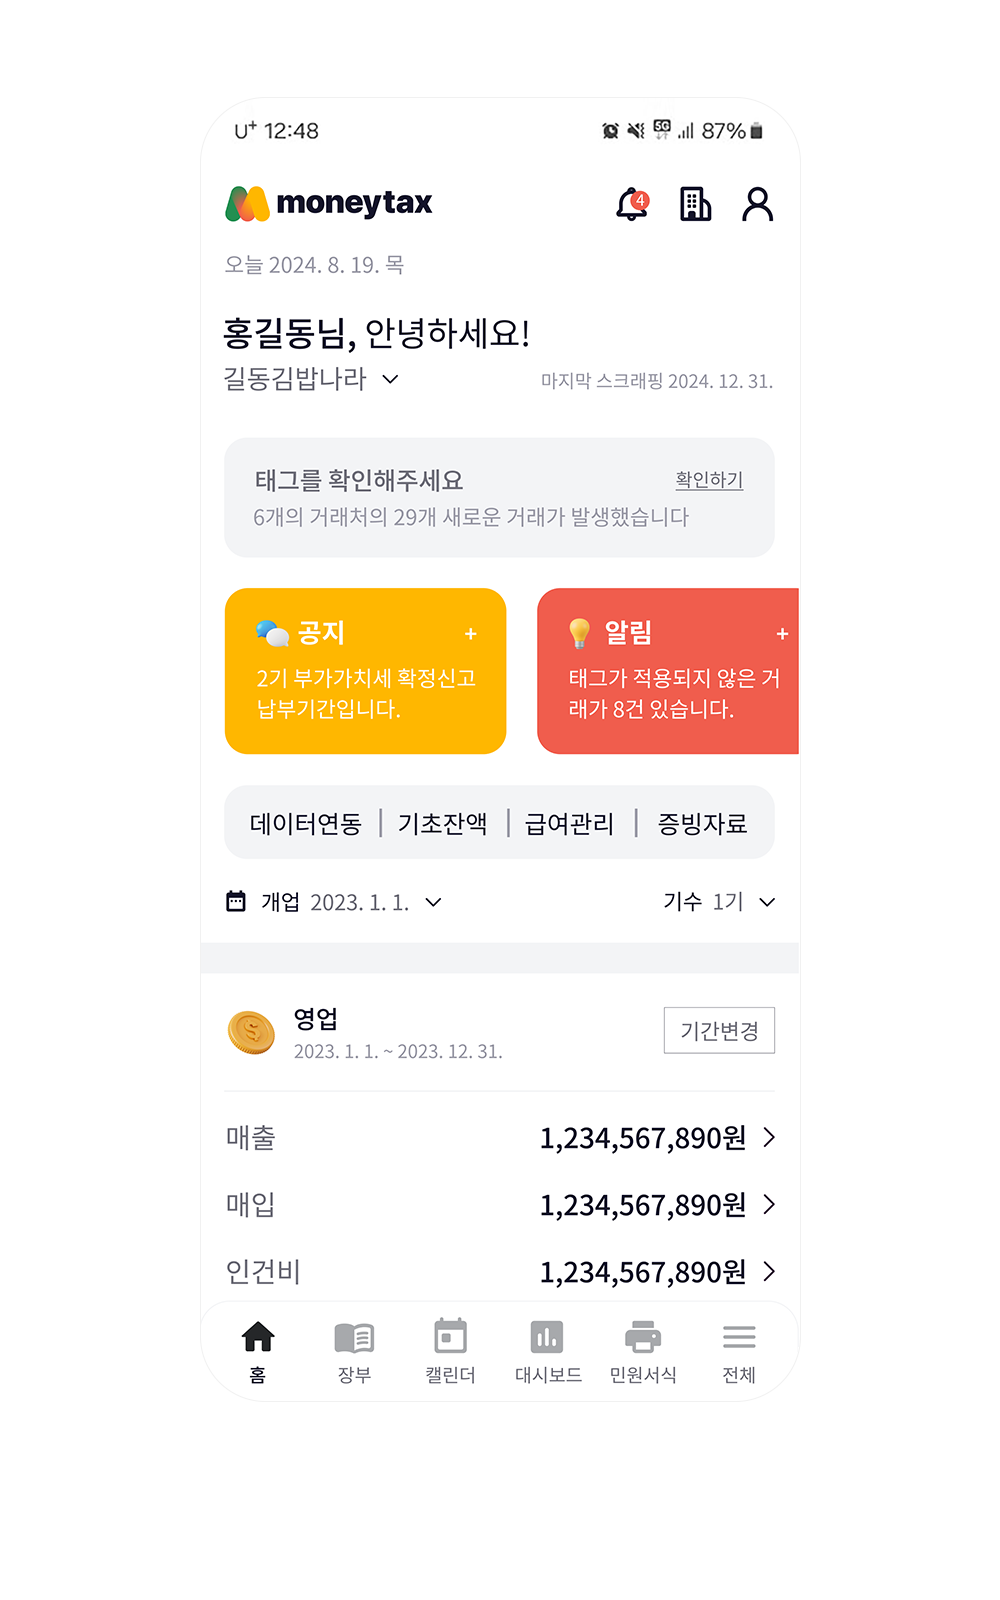 U+ 12:48 5G 87%
moneytax 4
오늘 2024. 8. 19. 목
홍길동님, 안녕하세요!
길동김밥나라 마지막 스크래핑 2024. 12. 31.
태그를 확인해주세요 확인하기
6개의 거래처의 29개 새로운 거래가 발생했습니다
공지 +
2기 부가가치세 확정신고
납부기간입니다.
알림 +
태그가 적용되지 않은 거
래가 8건 있습니다.
데이터연동 | 기초잔액 | 급여관리 | 증빙자료
개업 2023. 1. 1. 기수 1기
영업 기간변경
2023. 1. 1. ~ 2023. 12. 31.
매출 1,234,567,890원
매입 1,234,567,890원
인건비 1,234,567,890원
홈 장부 캘린더 대시보드 민원서식 전체